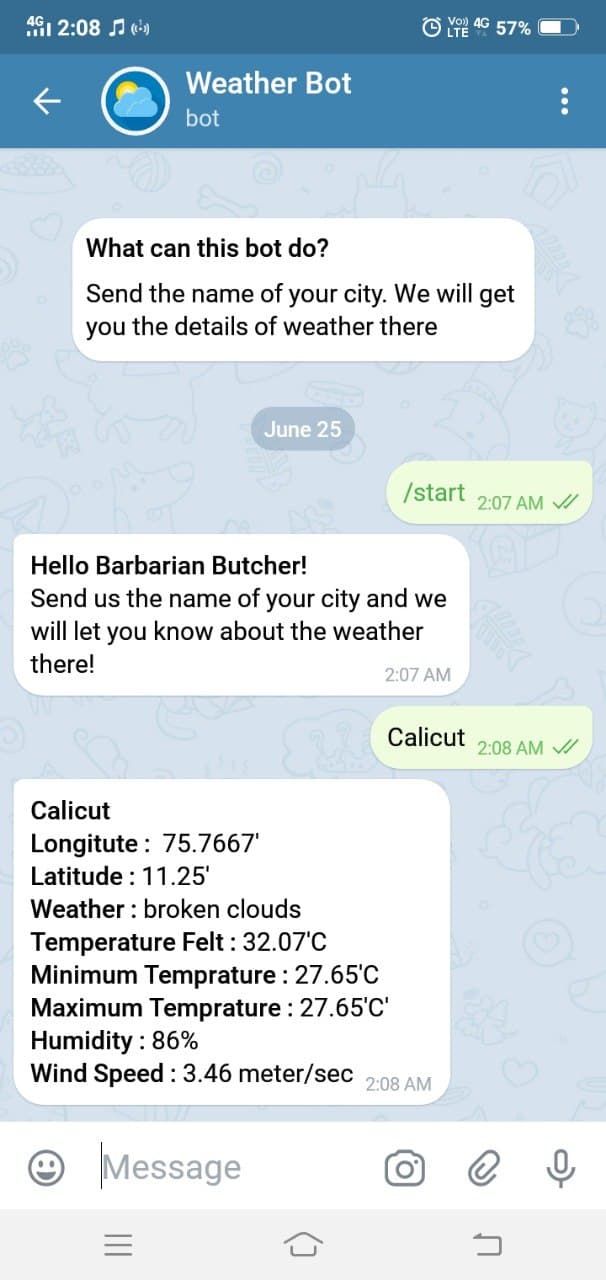 4G 2:08 Vo)) LTE 4G 57%
Weather Bot
bot
What can this bot do?
Send the name of your city. We will get
you the details of weather there
June 25
/start 2:07 AM
Hello Barbarian Butcher!
Send us the name of your city and we
will let you know about the weather
there!
2:07 AM
Calicut 2:08 AM
Calicut
Longitute : 75.7667'
Latitude : 11.25'
Weather : broken clouds
Temperature Felt : 32.07'C
Minimum Temprature : 27.65'C
Maximum Temprature : 27.65'C'
Humidity : 86%
Wind Speed : 3.46 meter/sec 2:08 AM
Message